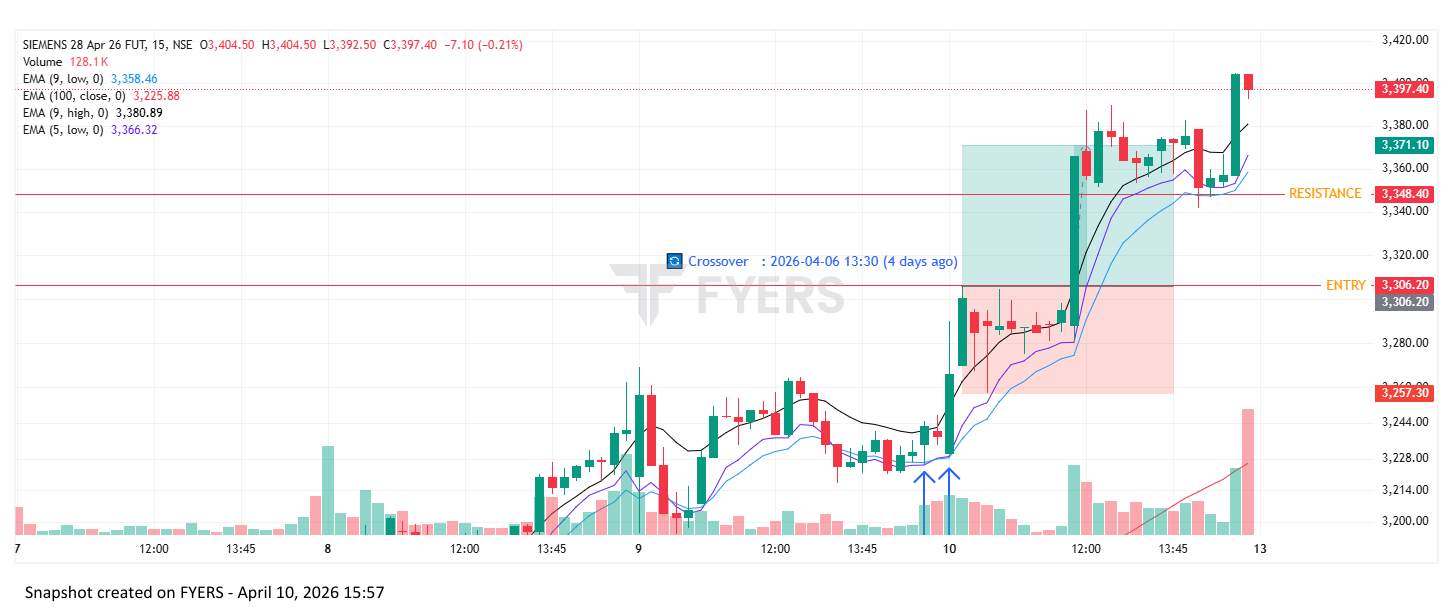 SIEMENS 28 Apr 26 FUT, 15, NSE O3,404.50 H3,404.50 L3,392.50 C3,397.40 −7.10 (−0.21%)
Volume 128.1K
EMA (9, low, 0) 3,358.46
EMA (100, close, 0) 3,225.88
EMA (9, high, 0) 3,380.89
EMA (5, low, 0) 3,366.32
3,420.00
3,397.40
3,380.00
3,371.10
3,360.00
RESISTANCE 3,348.40
3,340.00
3,320.00
Crossover : 2026-04-06 13:30 (4 days ago)
FYERS
ENTRY 3,306.20
3,306.20
3,280.00
3,257.30
3,244.00
3,228.00
3,214.00
3,200.00
7 12:00 13:45 8 12:00 13:45 9 12:00 13:45 10 12:00 13:45 13
Snapshot created on FYERS - April 10, 2026 15:57